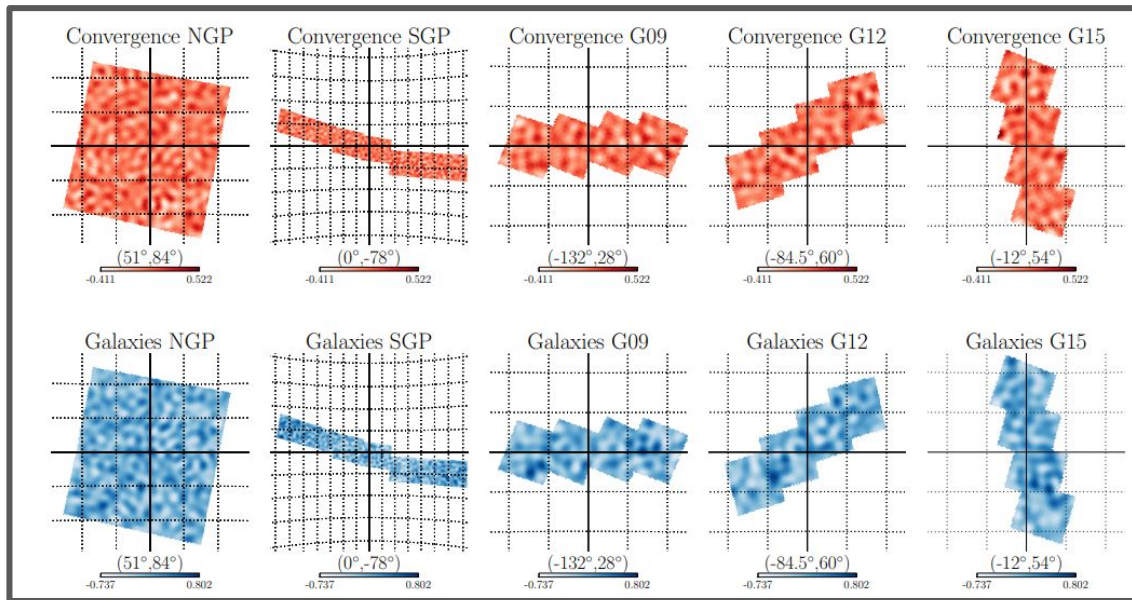 Convergence NGP Convergence SGP Convergence G09 Convergence G12 Convergence G15
(51°,84°) (0°,-78°) (-132°,28°) (-84.5°,60°) (-12°,54°)
-0.411 0.522 -0.411 0.522 -0.411 0.522 -0.411 0.522 -0.411 0.522
Galaxies NGP Galaxies SGP Galaxies G09 Galaxies G12 Galaxies G15
(51°,84°) (0°,-78°) (-132°,28°) (-84.5°,60°) (-12°,54°)
-0.737 0.802 -0.737 0.802 -0.737 0.802 -0.737 0.802 -0.737 0.802